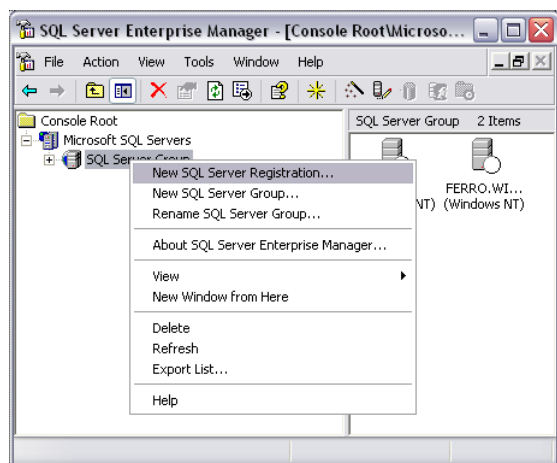 SQL Server Enterprise Manager - [Console Root\Microso...
File Action View Tools Window Help
Console Root
Microsoft SQL Servers
SQL Server Group
SQL Server Group 2 Items
New SQL Server Registration...
New SQL Server Group...
Rename SQL Server Group...
About SQL Server Enterprise Manager...
View
New Window from Here
Delete
Refresh
Export List...
Help
FERRO.WI...
NT) (Windows NT)